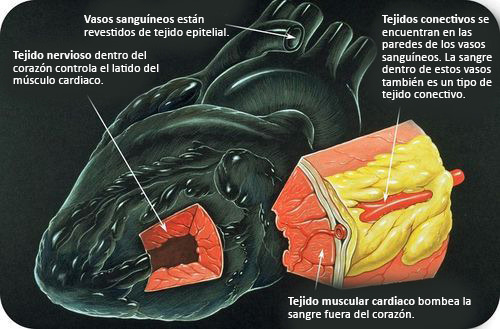 Vasos sanguíneos están
revestidos de tejido epitelial.
Tejido nervioso dentro del
corazón controla el latido del
músculo cardiaco.
Tejidos conectivos se
encuentran en las
paredes de los vasos
sanguíneos. La sangre
dentro de estos vasos
también es un tipo de
tejido conectivo.
Tejido muscular cardiaco bombea la
sangre fuera del corazón.